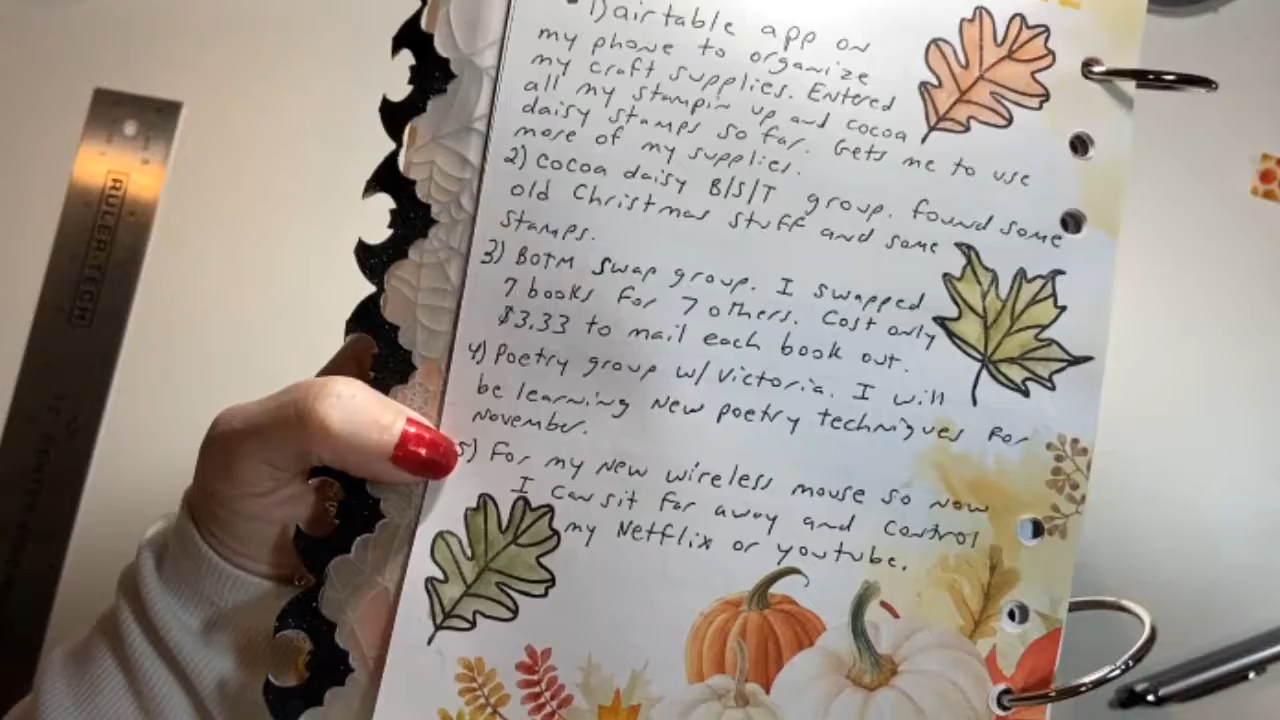 1) airtable app on
my phone to organize
my craft supplies. Entered
all my stampin up and cocoa
daisy stamps so far. Gets me to use
more of my supplies.
2) cocoa daisy B/S/T group. found some
old Christmas stuff and some
stamps.
3) BOTM swap group. I swapped
7 books for 7 others. Cost only
$3.33 to mail each book out.
4) Poetry group w/ Victoria. I will
be learning new poetry techniques for
november.
5) For my new wireless mouse so now
I can sit far away and control
my Netflix or youtube.
RULER-TECH